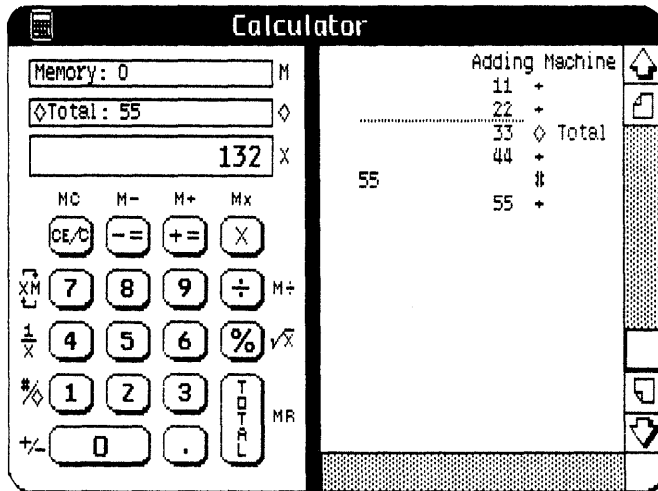 Calculator
Memory: 0 M
◊Total: 55 ◊
132 X
MC M- M+ Mx
CE/C -= += X
XM 7 8 9 ÷ M÷
1/X 4 5 6 % √X
#/◊ 1 2 3 TOTAL MR
+/- 0 .
Adding Machine
11 +
22 +
33 ◊ Total
44 +
55 #
55 +